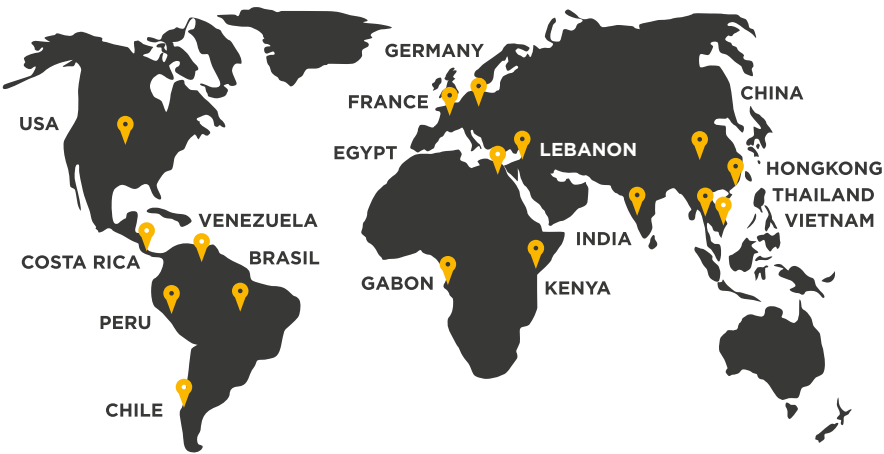 GERMANY
CHINA
FRANCE
USA
EGYPT
LEBANON
HONGKONG
THAILAND
VIETNAM
VENEZUELA
INDIA
COSTA RICA
BRASIL
GABON
KENYA
PERU
CHILE